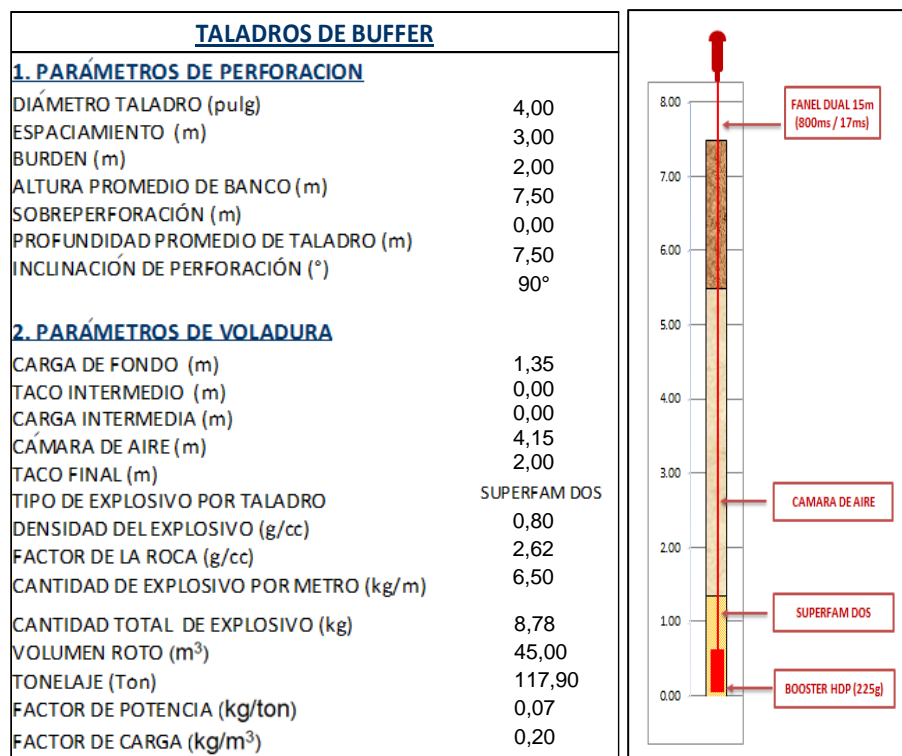 TALADROS DE BUFFER
1. PARÁMETROS DE PERFORACION
DIÁMETRO TALADRO (pulg) 4,00
ESPACIAMIENTO (m) 3,00
BURDEN (m) 2,00
ALTURA PROMEDIO DE BANCO (m) 7,50
SOBREPERFORACIÓN (m) 0,00
PROFUNDIDAD PROMEDIO DE TALADRO (m) 7,50
INCLINACIÓN DE PERFORACIÓN (°) 90°
2. PARÁMETROS DE VOLADURA
CARGA DE FONDO (m) 1,35
TACO INTERMEDIO (m) 0,00
CARGA INTERMEDIA (m) 0,00
CÁMARA DE AIRE (m) 4,15
TACO FINAL (m) 2,00
TIPO DE EXPLOSIVO POR TALADRO SUPERFAM DOS
DENSIDAD DEL EXPLOSIVO (g/cc) 0,80
FACTOR DE LA ROCA (g/cc) 2,62
CANTIDAD DE EXPLOSIVO POR METRO (kg/m) 6,50
CANTIDAD TOTAL DE EXPLOSIVO (kg) 8,78
VOLUMEN ROTO (m³) 45,00
TONELAJE (Ton) 117,90
FACTOR DE POTENCIA (kg/ton) 0,07
FACTOR DE CARGA (kg/m³) 0,20
8.00
FANEL DUAL 15m
(800ms / 17ms)
7.00
6.00
5.00
4.00
3.00
CAMARA DE AIRE
2.00
SUPERFAM DOS
1.00
BOOSTER HDP (225g)
0.00